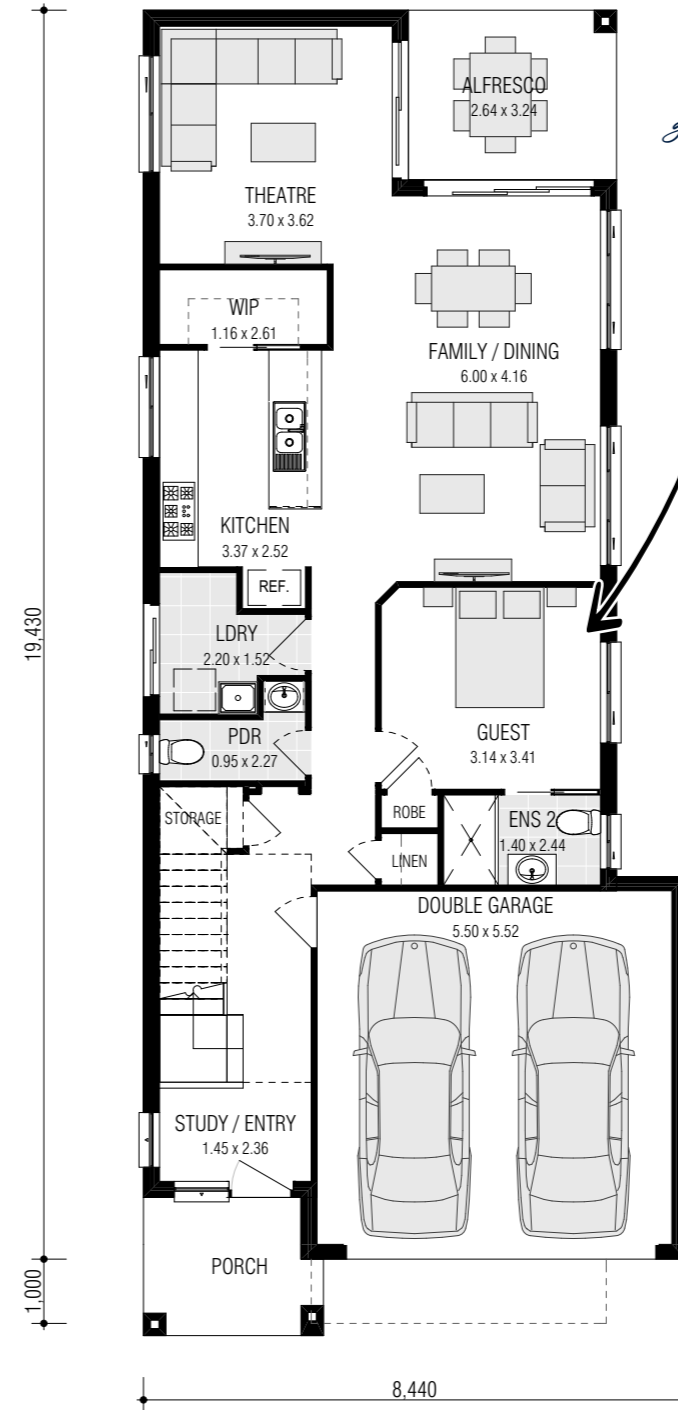 ALFRESCO
2.64 x 3.24
THEATRE
3.70 x 3.62
WIP
1.16 x 2.61
FAMILY / DINING
6.00 x 4.16
KITCHEN
3.37 x 2.52
REF.
19,430
LDRY
2.20 x 1.52
GUEST
3.14 x 3.41
PDR
0.95 x 2.27
STORAGE
ROBE
ENS 2
1.40 x 2.44
LINEN
DOUBLE GARAGE
5.50 x 5.52
STUDY / ENTRY
1.45 x 2.36
PORCH
1,000
8,440